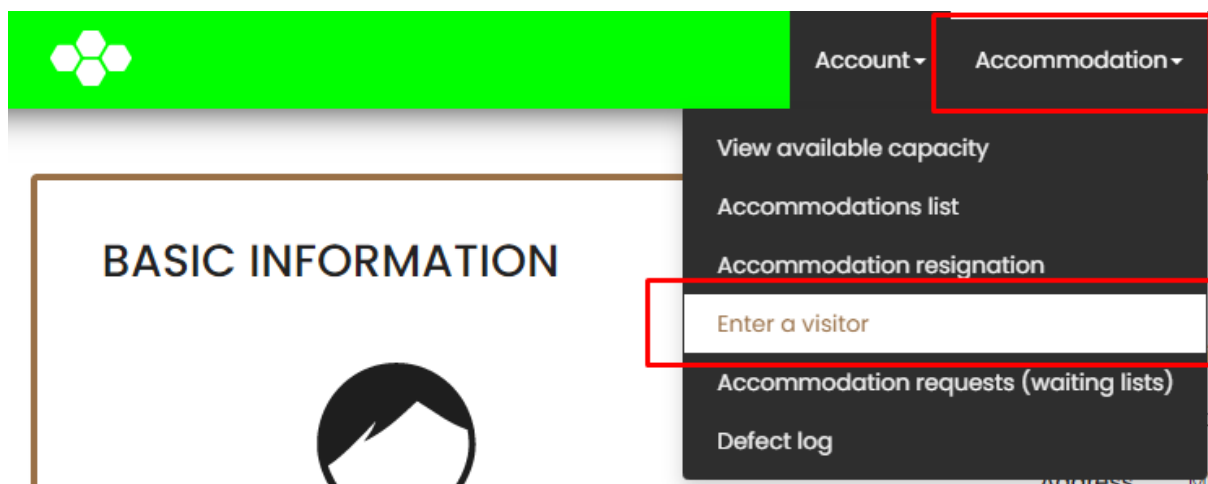 Account
Accommodation
View available capacity
Accommodations list
BASIC INFORMATION
Accommodation resignation
Enter a visitor
Accommodation requests (waiting lists)
Defect log